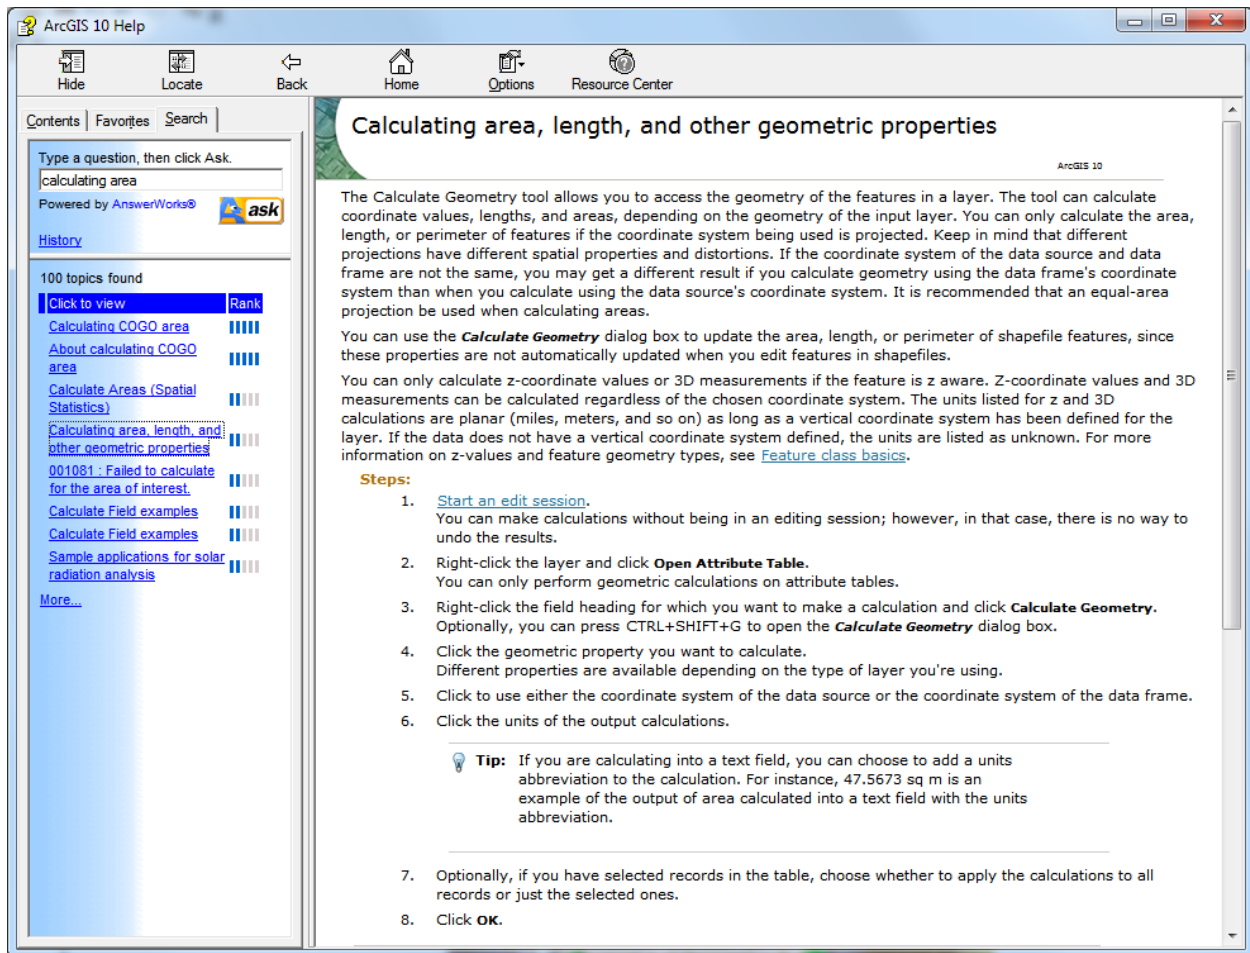 ArcGIS 10 Help
Hide
Locate
Back
Home
Options
Resource Center
Contents
Favorites
Search
Type a question, then click Ask.
calculating area
Powered by AnswerWorks®
ask
History
100 topics found
Click to view
Rank
Calculating COGO area
About calculating COGO
area
Calculate Areas (Spatial
Statistics)
Calculating area, length, and
other geometric properties
001081 : Failed to calculate
for the area of interest.
Calculate Field examples
Calculate Field examples
Sample applications for solar
radiation analysis
More...
Calculating area, length, and other geometric properties
ArcGIS 10
The Calculate Geometry tool allows you to access the geometry of the features in a layer. The tool can calculate
coordinate values, lengths, and areas, depending on the geometry of the input layer. You can only calculate the area,
length, or perimeter of features if the coordinate system being used is projected. Keep in mind that different
projections have different spatial properties and distortions. If the coordinate system of the data source and data
frame are not the same, you may get a different result if you calculate geometry using the data frame's coordinate
system than when you calculate using the data source's coordinate system. It is recommended that an equal-area
projection be used when calculating areas.
You can use the Calculate Geometry dialog box to update the area, length, or perimeter of shapefile features, since
these properties are not automatically updated when you edit features in shapefiles.
You can only calculate z-coordinate values or 3D measurements if the feature is z aware. Z-coordinate values and 3D
measurements can be calculated regardless of the chosen coordinate system. The units listed for z and 3D
calculations are planar (miles, meters, and so on) as long as a vertical coordinate system has been defined for the
layer. If the data does not have a vertical coordinate system defined, the units are listed as unknown. For more
information on z-values and feature geometry types, see Feature class basics.
Steps:
1. Start an edit session.
You can make calculations without being in an editing session; however, in that case, there is no way to
undo the results.
2. Right-click the layer and click Open Attribute Table.
You can only perform geometric calculations on attribute tables.
3. Right-click the field heading for which you want to make a calculation and click Calculate Geometry.
Optionally, you can press CTRL+SHIFT+G to open the Calculate Geometry dialog box.
4. Click the geometric property you want to calculate.
Different properties are available depending on the type of layer you're using.
5. Click to use either the coordinate system of the data source or the coordinate system of the data frame.
6. Click the units of the output calculations.
Tip: If you are calculating into a text field, you can choose to add a units
abbreviation to the calculation. For instance, 47.5673 sq m is an
example of the output of area calculated into a text field with the units
abbreviation.
7. Optionally, if you have selected records in the table, choose whether to apply the calculations to all
records or just the selected ones.
8. Click OK.